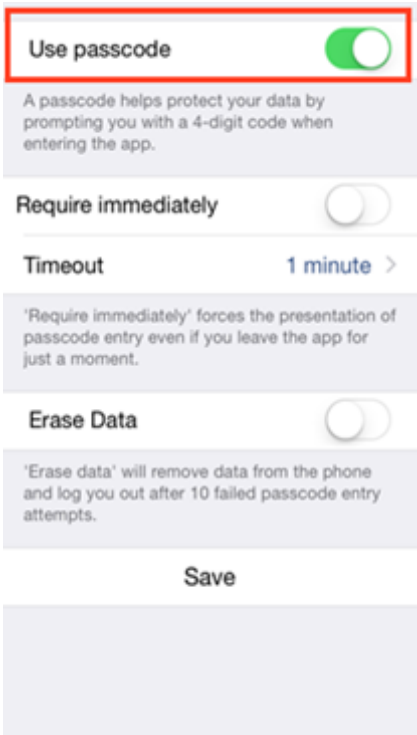 Use passcode
A passcode helps protect your data by
prompting you with a 4-digit code when
entering the app.
Require immediately
Timeout 1 minute >
'Require immediately' forces the presentation of
passcode entry even if you leave the app for
just a moment.
Erase Data
'Erase data' will remove data from the phone
and log you out after 10 failed passcode entry
attempts.
Save